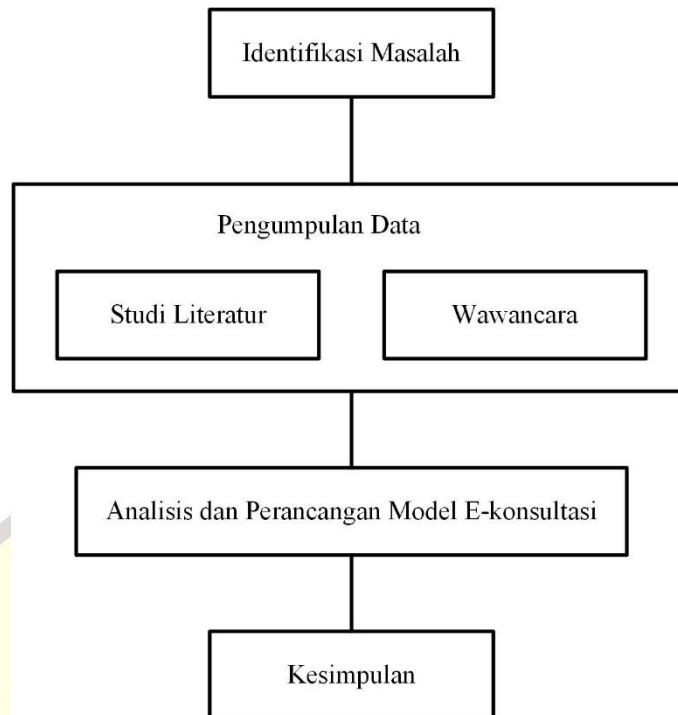 Identifikasi Masalah
Pengumpulan Data
Studi Literatur
Wawancara
Analisis dan Perancangan Model E-konsultasi
Kesimpulan